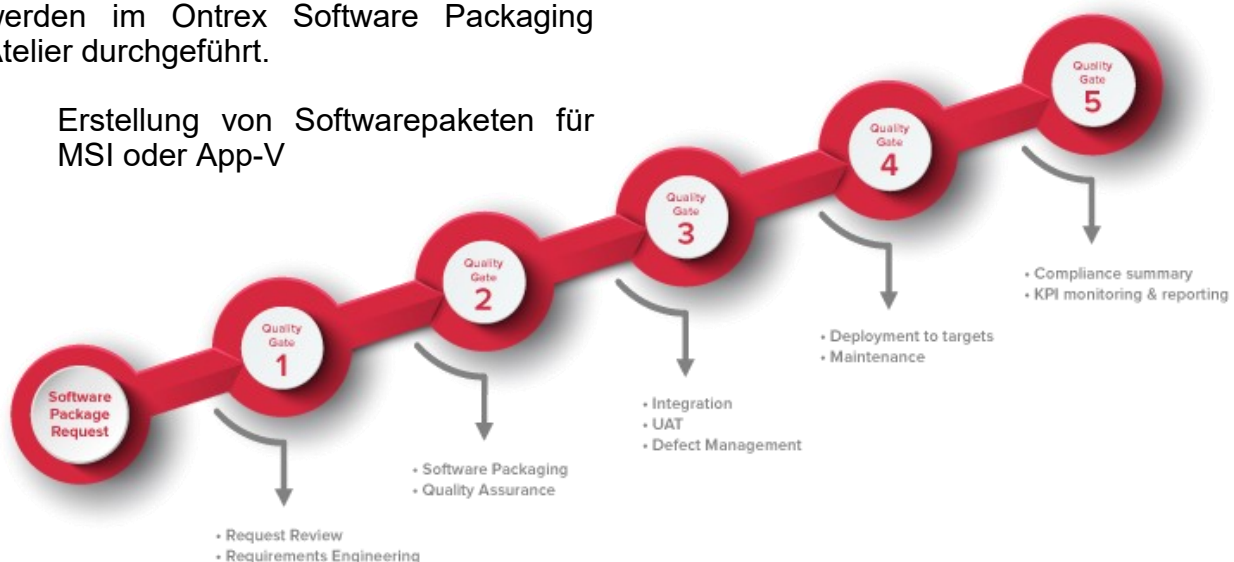 werden im Ontrex Software Packaging
Atelier durchgeführt.
Erstellung von Softwarepaketen für
MSI oder App-V
Software
Package
Request
Quality
Gate
1
• Request Review
• Requirements Engineering
Quality
Gate
2
• Software Packaging
• Quality Assurance
Quality
Gate
3
• Integration
• UAT
• Defect Management
Quality
Gate
4
• Deployment to targets
• Maintenance
Quality
Gate
5
• Compliance summary
• KPI monitoring & reporting